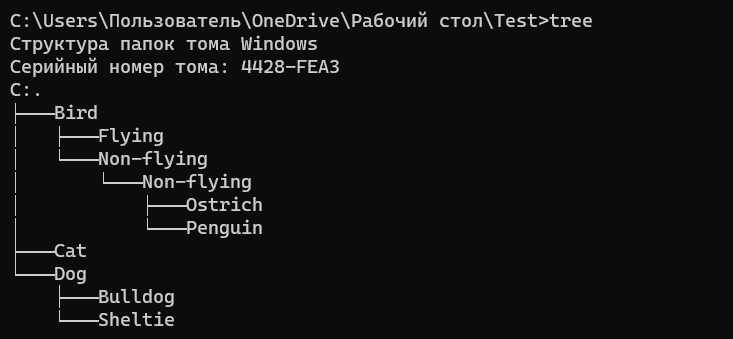 C:\Users\Пользователь\OneDrive\Рабочий стол\Test>tree
Структура папок тома Windows
Серийный номер тома: 4428-FEA3
C:.
├───Bird
│   ├───Flying
│   └───Non-flying
│       └───Non-flying
│           ├───Ostrich
│           └───Penguin
├───Cat
└───Dog
    ├───Bulldog
    └───Sheltie